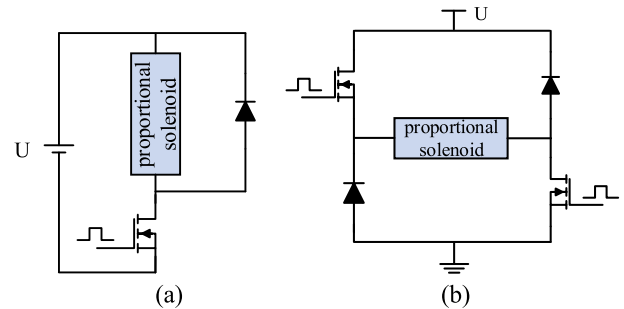 U
proportional
solenoid
(a)
U
proportional
solenoid
(b)